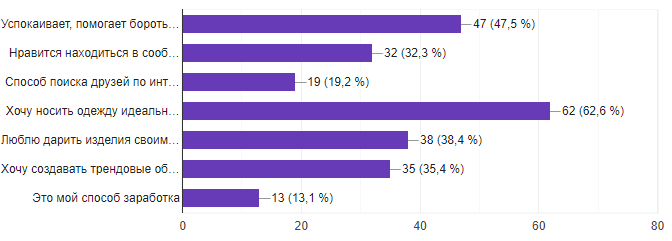 Успокаивает, помогает бороть…
47 (47,5 %)
Нравится находиться в сооб…
32 (32,3 %)
Способ поиска друзей по инт…
19 (19,2 %)
Хочу носить одежду идеальн…
62 (62,6 %)
Люблю дарить изделия своим…
38 (38,4 %)
Хочу создавать трендовые об…
35 (35,4 %)
Это мой способ заработка
13 (13,1 %)
0 20 40 60 80